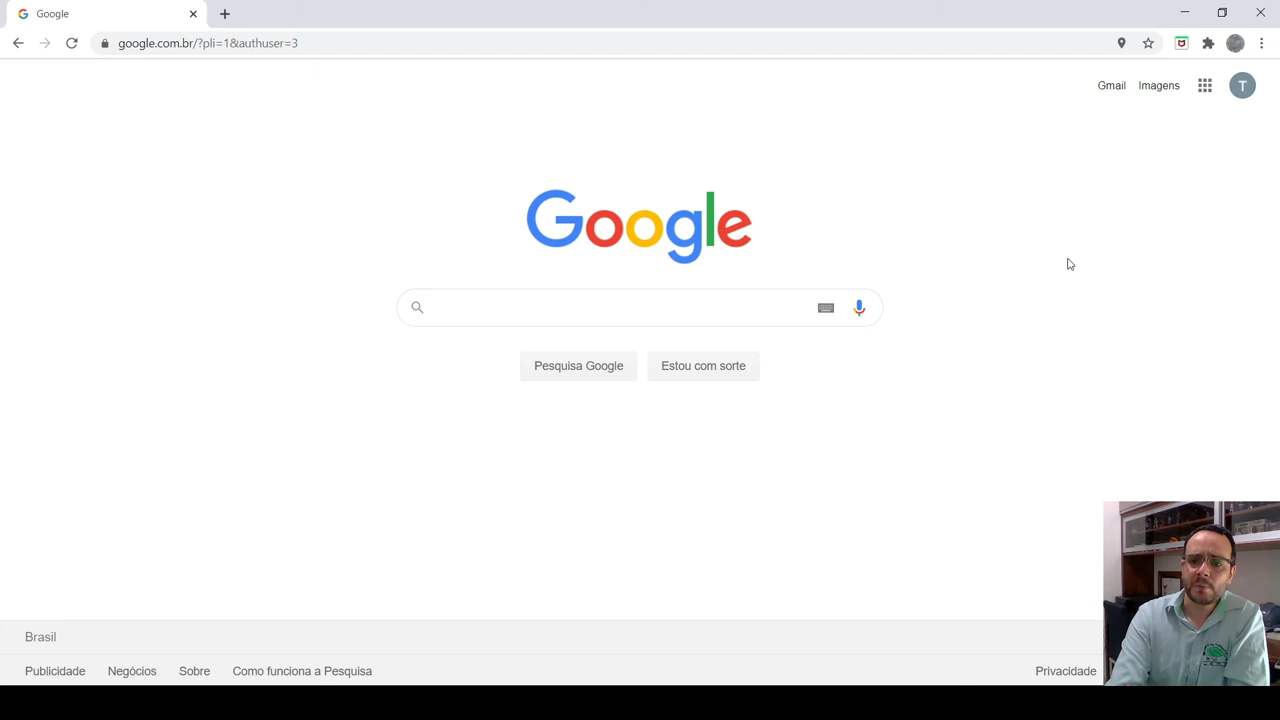 Google
google.com.br/?pli=1&authuser=3
Gmail Imagens T
Google
Pesquisa Google Estou com sorte
Brasil
Publicidade Negócios Sobre Como funciona a Pesquisa Privacidade